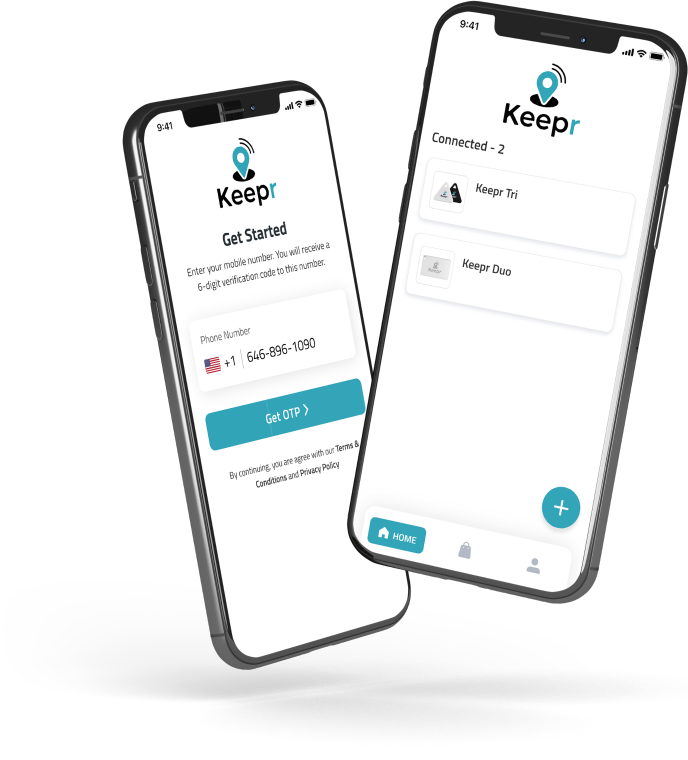 9:41
Keepr
Get Started
Enter your mobile number. You will receive a
6-digit verification code to this number.
Phone Number
+1 646-896-1090
Get OTP
By continuing, you are agree with our Terms &
Conditions and Privacy Policy
9:41
Keepr
Connected - 2
Keepr Tri
Keepr Duo
HOME